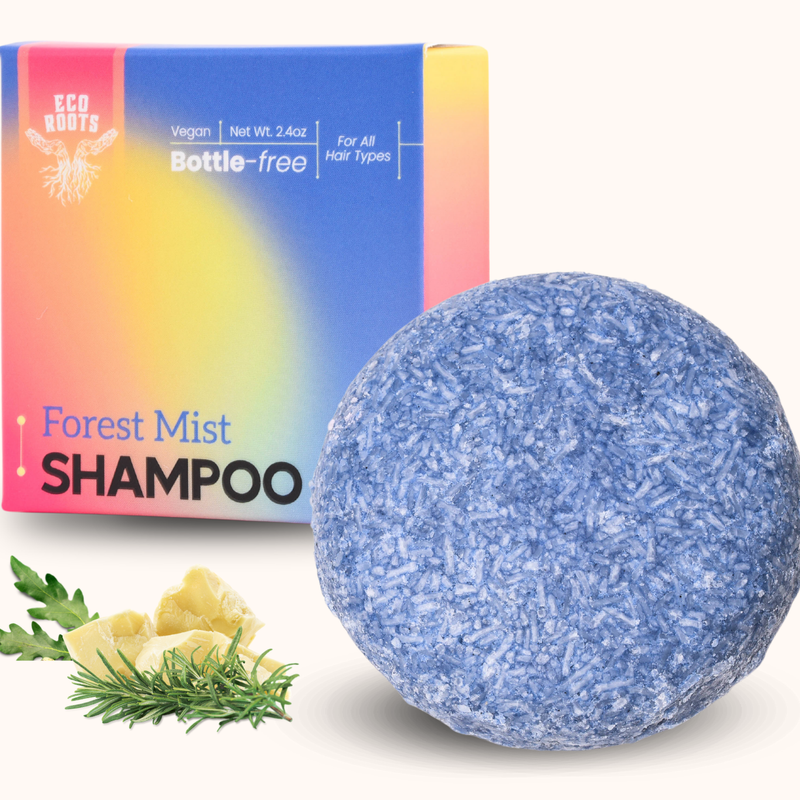 ECO
ROOTS
Vegan | Net Wt. 2.4oz
Bottle-free
For All
Hair Types
Forest Mist
SHAMPOO